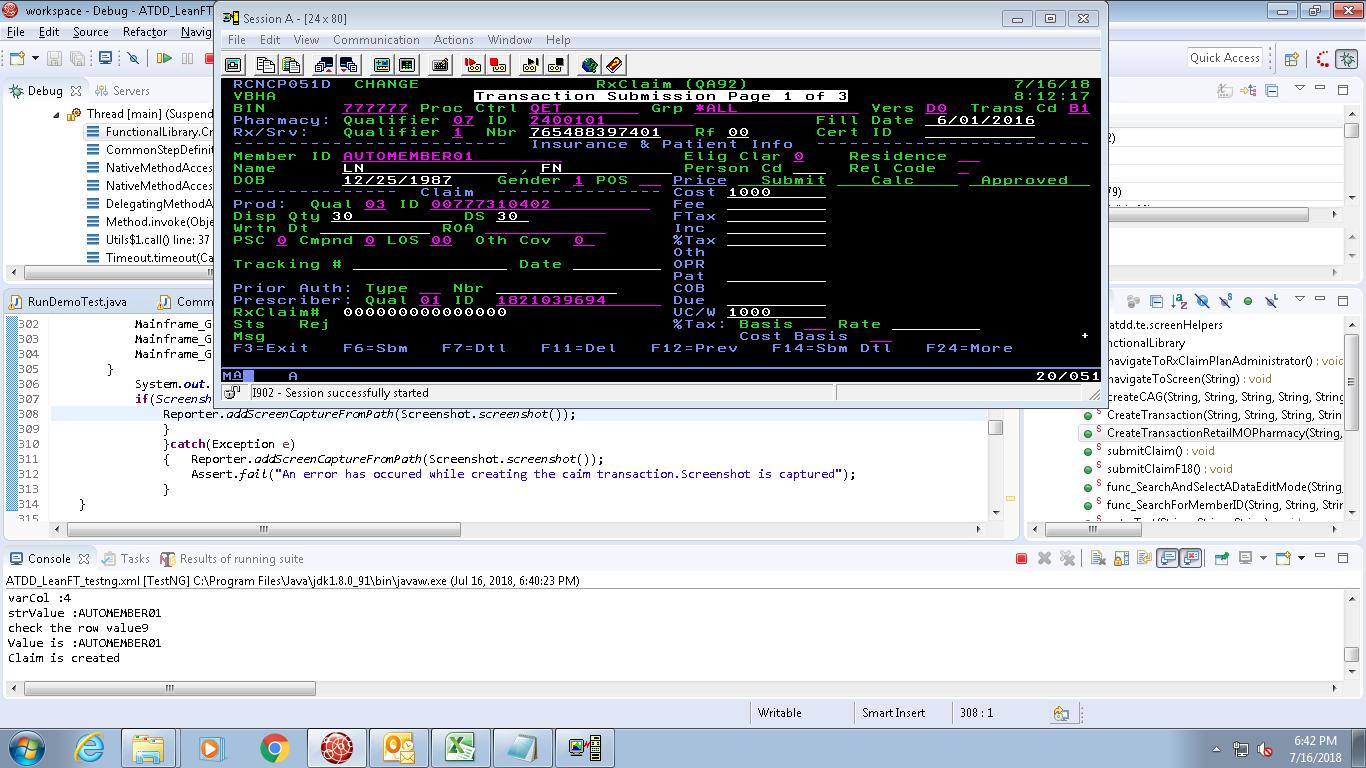 workspace - Debug - ATDD_LeanFT
File Edit Source Refactor Navig
Quick Access
Debug Servers
Thread [main] (Suspend
FunctionalLibrary.Cr
CommonStepDefinit
NativeMethodAcces
NativeMethodAcces
DelegatingMethodA
Method.invoke(Obje
Utils$1.call() line: 37
Timeout.timeout(Ca
Session A - [24 x 80]
File Edit View Communication Actions Window Help
RCNCP051D CHANGE RxClaim (QA92) 7/16/18
VBHA Transaction Submission Page 1 of 3 8:12:17
BIN 777777 Proc Ctrl QET Grp *ALL Vers D0 Trans Cd B1
Pharmacy: Qualifier 07 ID 2400101 Fill Date 6/01/2016
Rx/Srv: Qualifier 1 Nbr 765488397401 Rf 00 Cert ID
Insurance & Patient Info
Member ID AUTOMEMBER01 Elig Clar 0 Residence
Name LN , FN Person Cd Rel Code
DOB 12/25/1987 Gender 1 POS Price Submit Calc Approved
Claim Cost 1000
Prod: Qual 03 ID 00777310402 Fee
Disp Qty 30 DS 30 FTax
Wrtn Dt ROA Inc
PSC 0 Cmpnd 0 LOS 00 Oth Cov 0 %Tax
Oth
Tracking # Date OPR
Pat
Prior Auth: Type Nbr COB
Prescriber: Qual 01 ID 1821039694 Due
RxClaim# 000000000000000 UC/W 1000
Sts Rej %Tax: Basis Rate
Msg Cost Basis +
F3=Exit F6=Sbm F7=Dtl F11=Del F12=Prev F14=Sbm Dtl F24=More
MA A 20/051
I902 - Session successfully started
RunDemoTest.java Comm
302 Mainframe_G
303 Mainframe_G
304 Mainframe_G
305 }
306 System.out.
307 if(Screensh
308 Reporter.addScreenCaptureFromPath(Screenshot.screenshot());
309 }
310 }catch(Exception e)
311 { Reporter.addScreenCaptureFromPath(Screenshot.screenshot());
312 Assert.fail("An error has occured while creating the caim transaction.Screenshot is captured");
313 }
314 }
315
atdd.te.screenHelpers
nctionalLibrary
navigateToRxClaimPlanAdministrator() : voic
navigateToScreen(String) : void
createCAG(String, String, String, String, String
CreateTransaction(String, String, String, String
CreateTransactionRetailMOPharmacy(String,
submitClaim() : void
submitClaimF18() : void
func_SearchAndSelectADataEditMode(String
func_SearchForMemberID(String, String, Strir
Console Tasks Results of running suite
ATDD_LeanFT_testng.xml [TestNG] C:\Program Files\Java\jdk1.8.0_91\bin\javaw.exe (Jul 16, 2018, 6:40:23 PM)
varCol :4
strValue :AUTOMEMBER01
check the row value9
Value is :AUTOMEMBER01
Claim is created
Writable Smart Insert 308 : 1
6:42 PM
7/16/2018